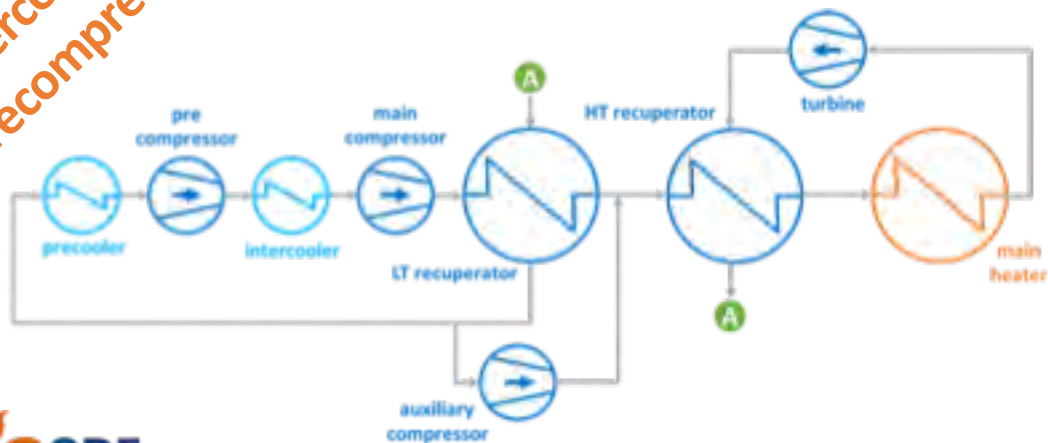 pre
compressor
main
compressor
A
HT recuperator
turbine
precooler
intercooler
LT recuperator
main
heater
A
auxiliary
compressor